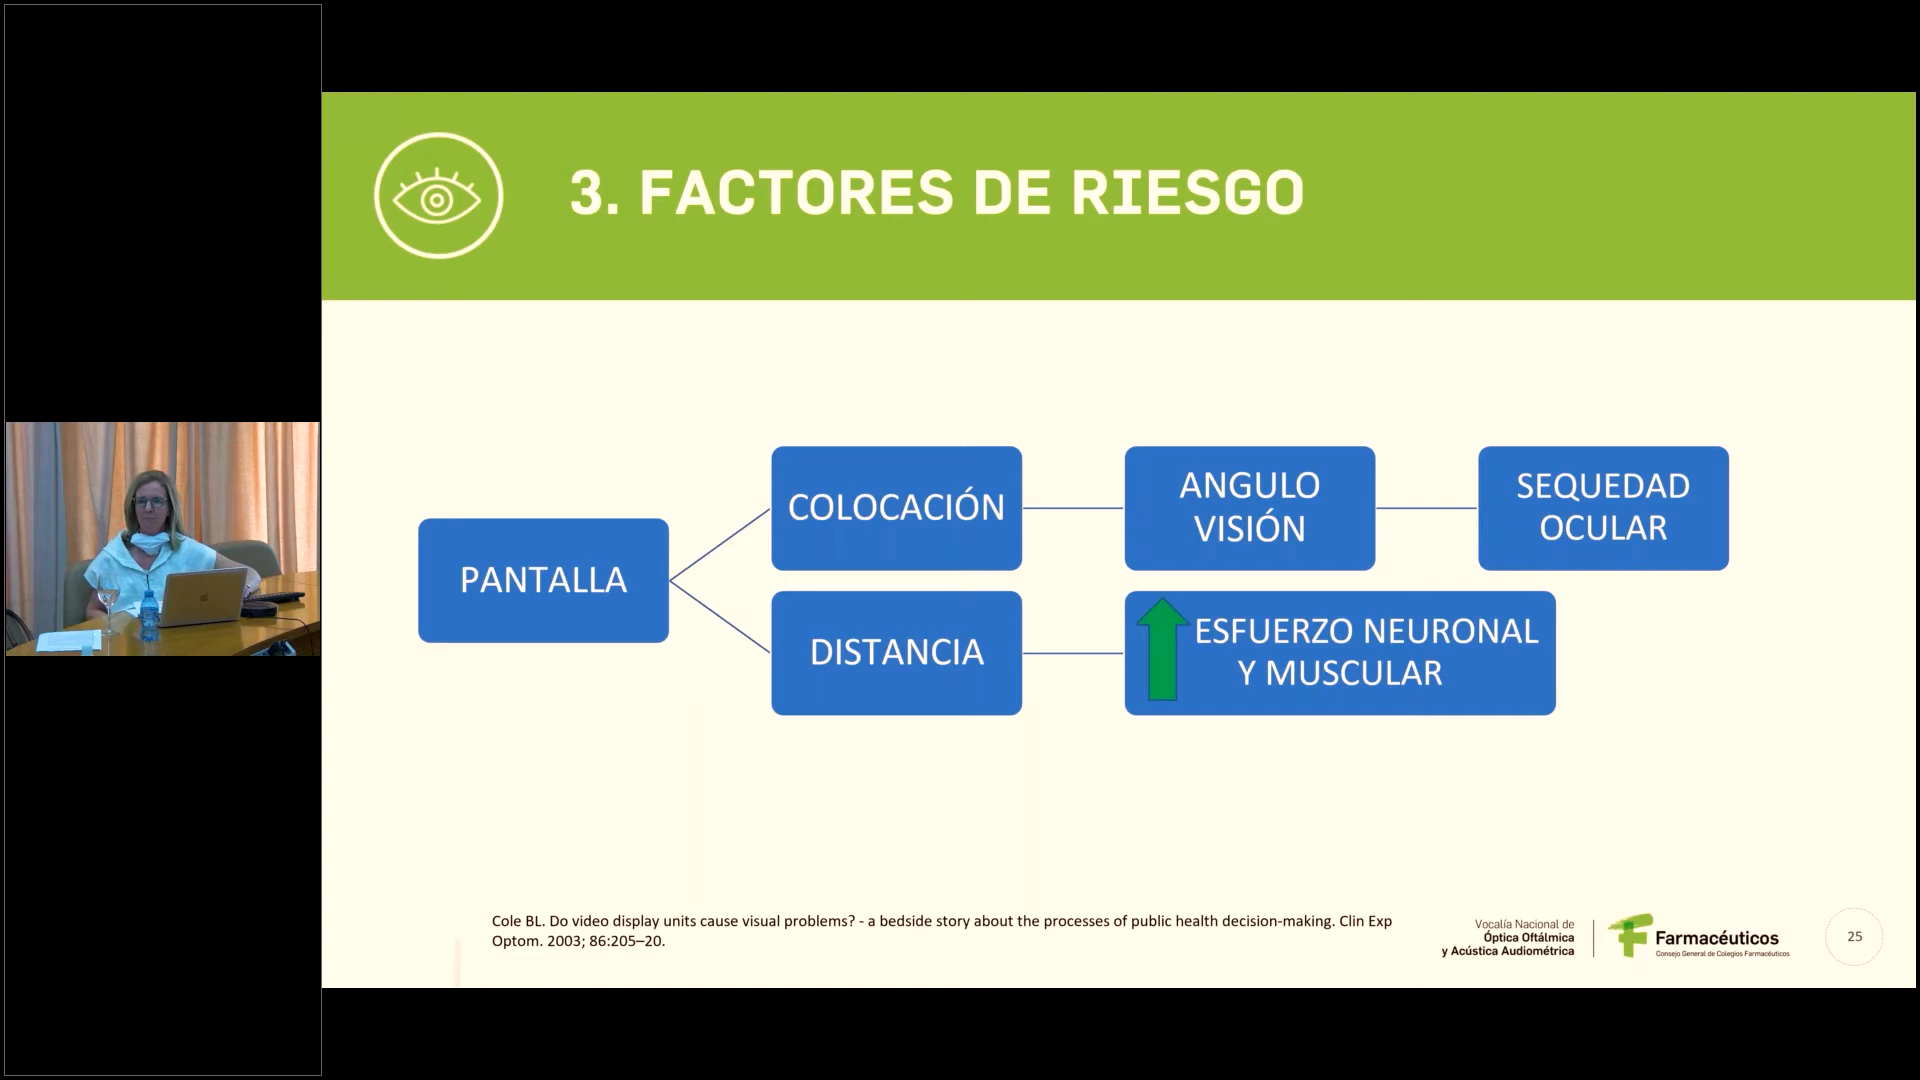 3. FACTORES DE RIESGO
PANTALLA
COLOCACIÓN
ANGULO
VISIÓN
SEQUEDAD
OCULAR
DISTANCIA
ESFUERZO NEURONAL
Y MUSCULAR
Cole BL. Do video display units cause visual problems? - a bedside story about the processes of public health decision-making. Clin Exp
Optom. 2003; 86:205–20.
Vocalía Nacional de
Óptica Oftálmica
y Acústica Audiométrica
Farmacéuticos
Consejo General de Colegios Farmacéuticos
25